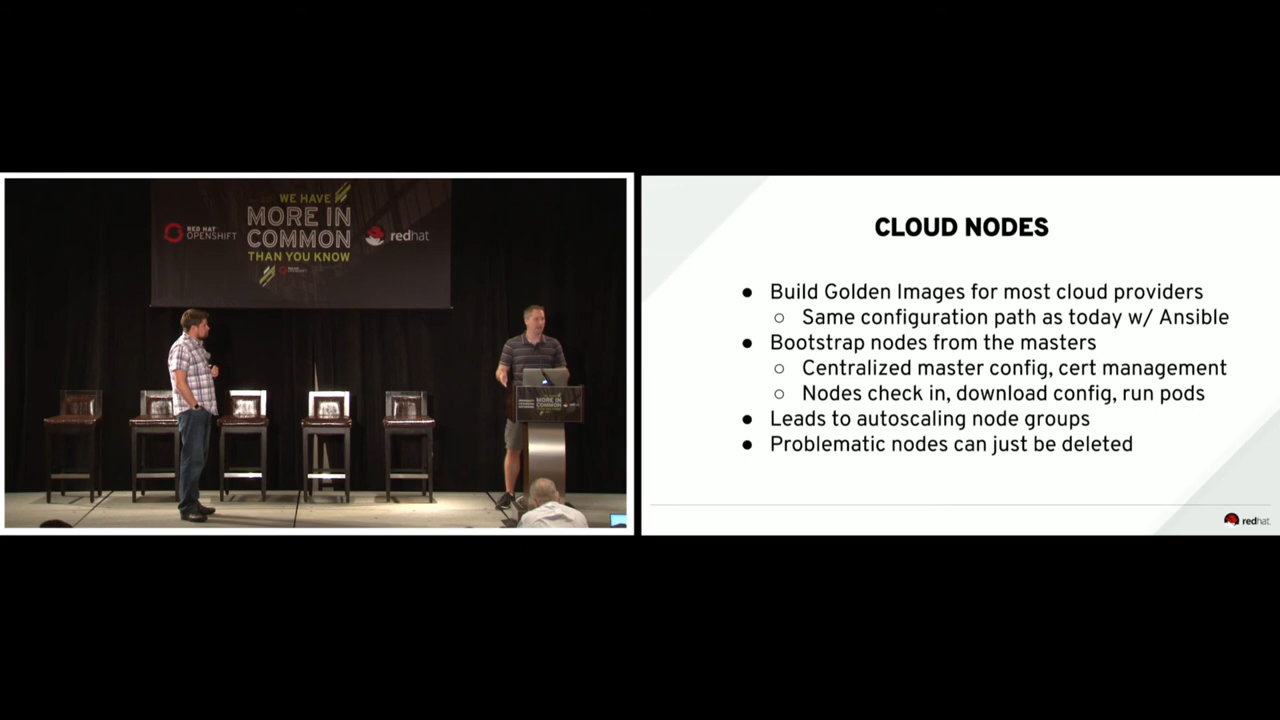 WE HAVE
MORE IN
COMMON
THAN YOU KNOW
RED HAT
OPENSHIFT
redhat
MORE IN
COMMON
CLOUD NODES
● Build Golden Images for most cloud providers
○ Same configuration path as today w/ Ansible
● Bootstrap nodes from the masters
○ Centralized master config, cert management
○ Nodes check in, download config, run pods
● Leads to autoscaling node groups
● Problematic nodes can just be deleted
redhat